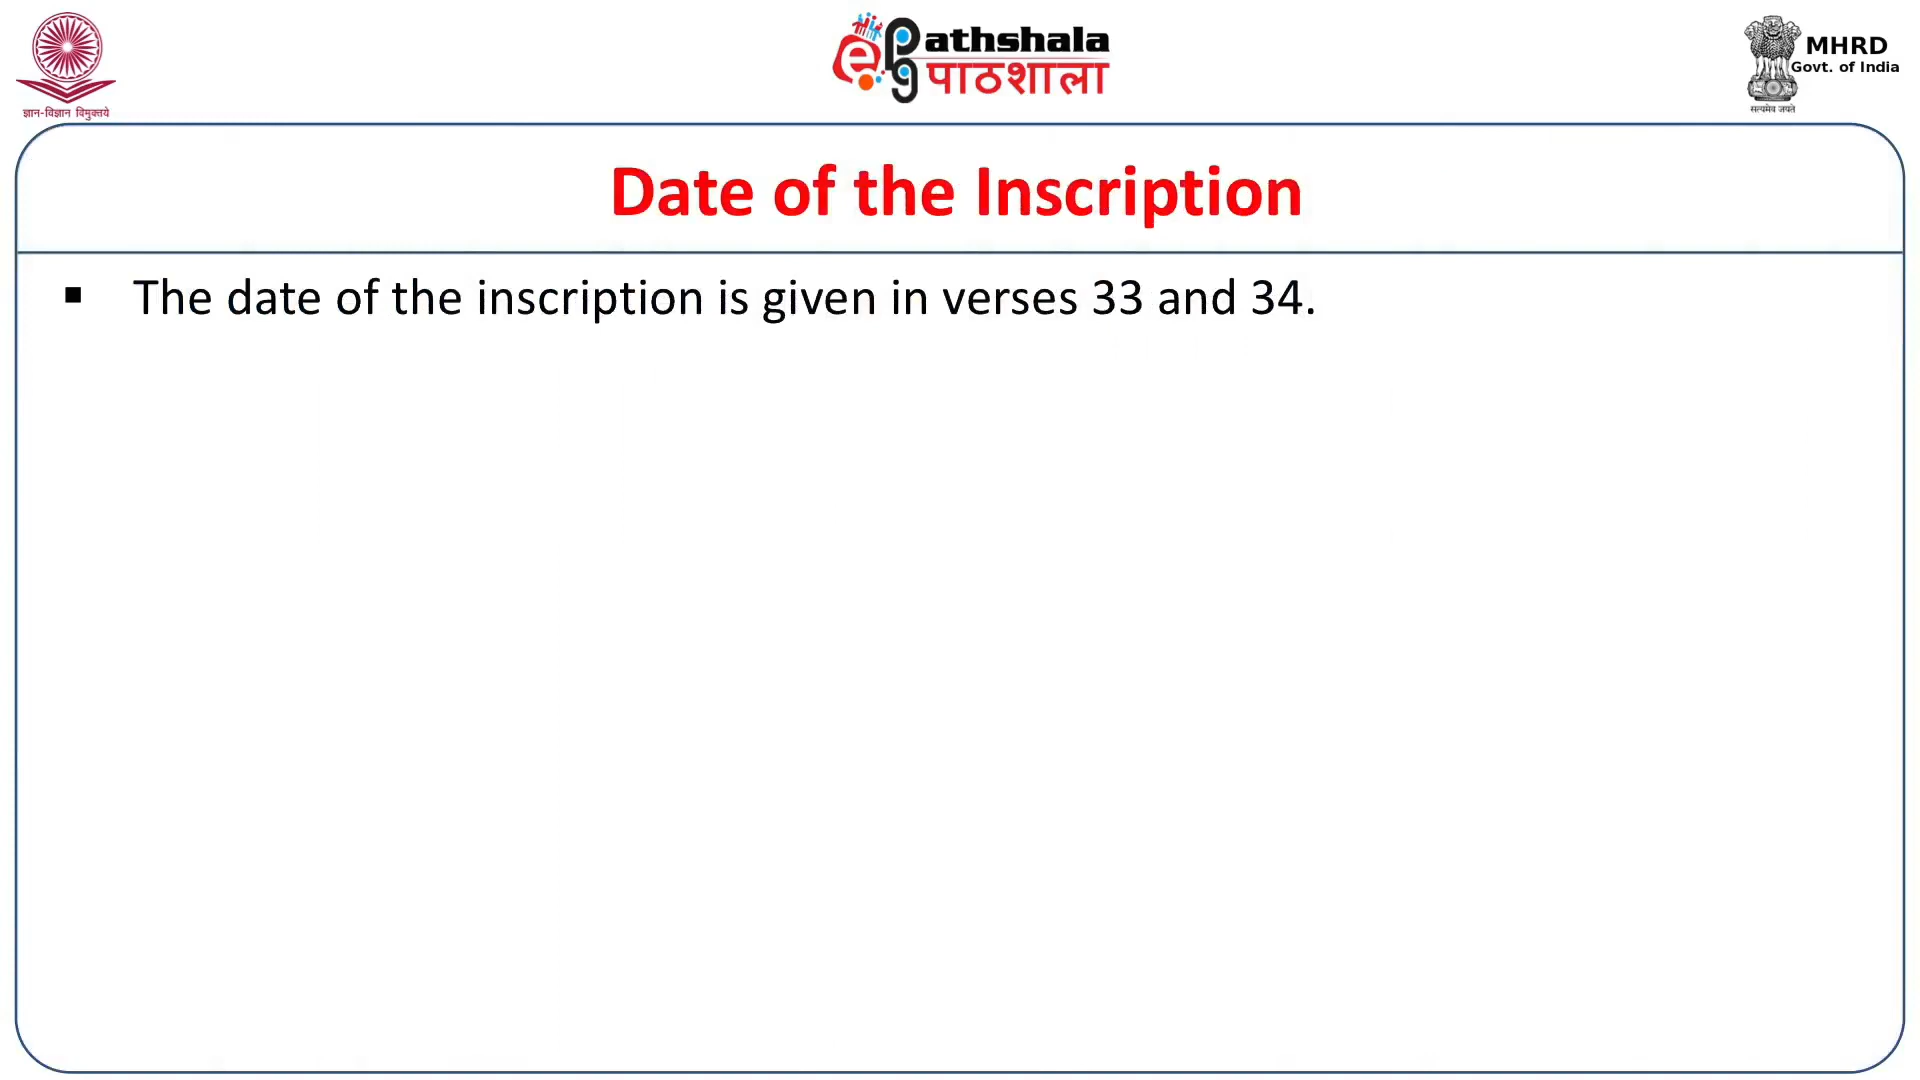 ज्ञान-विज्ञान विमुक्तये
e
pg
athshala
पाठशाला
MHRD
Govt. of India
सत्यमेव जयते
Date of the Inscription
▪ The date of the inscription is given in verses 33 and 34.